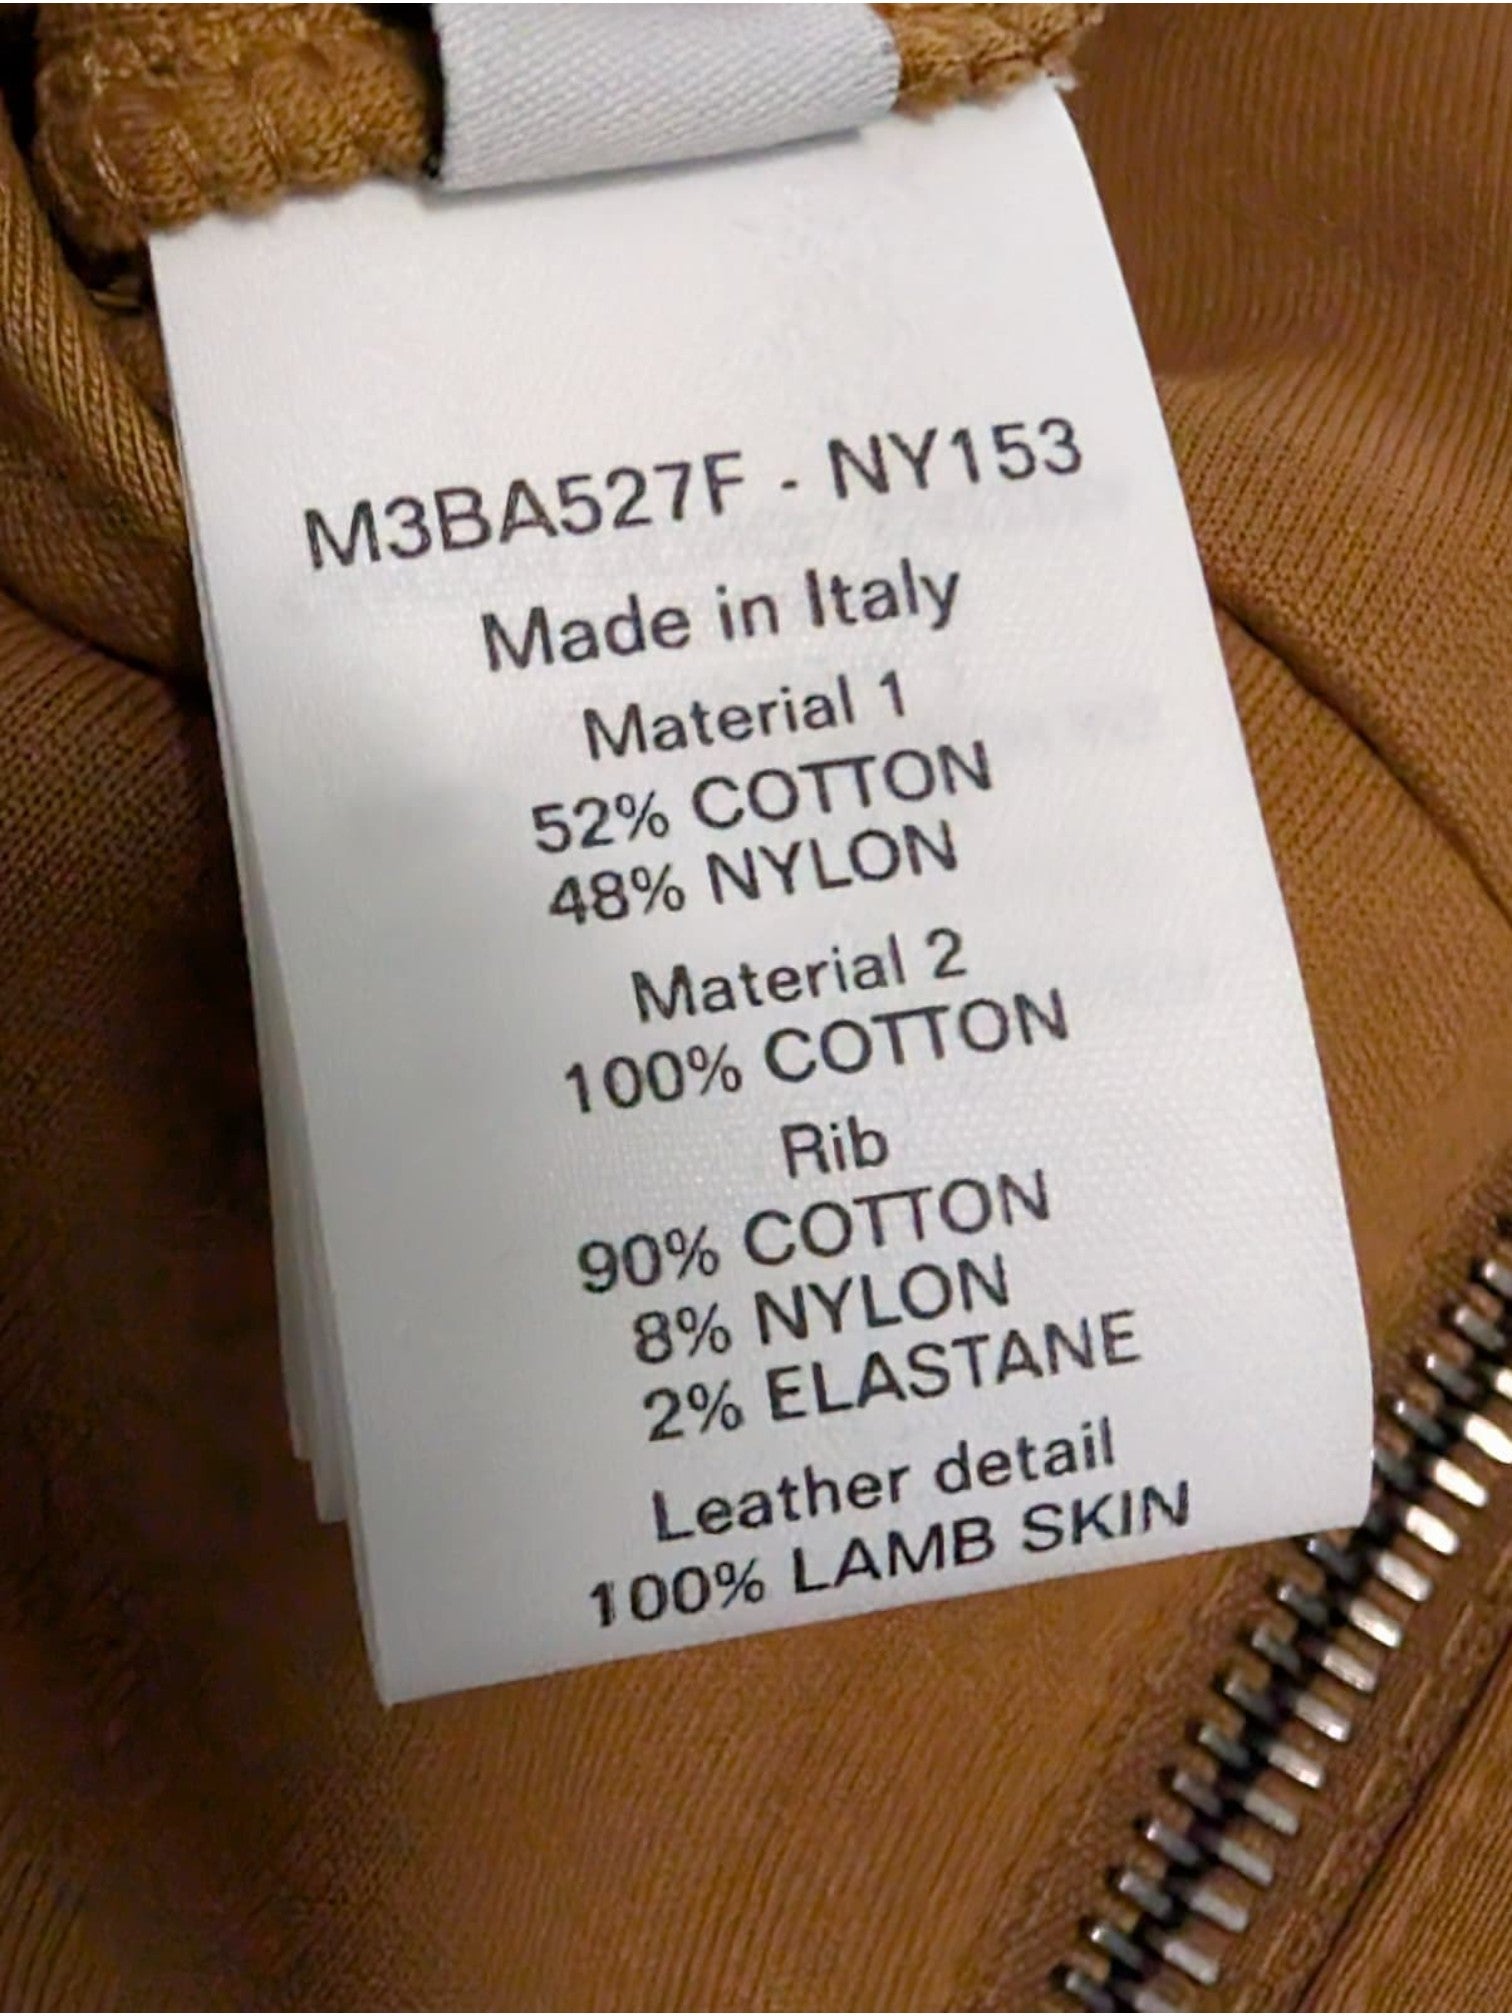 M3BA527F - NY153
Made in Italy
Material 1
52% COTTON
48% NYLON
Material 2
100% COTTON
Rib
90% COTTON
8% NYLON
2% ELASTANE
Leather detail
100% LAMB SKIN